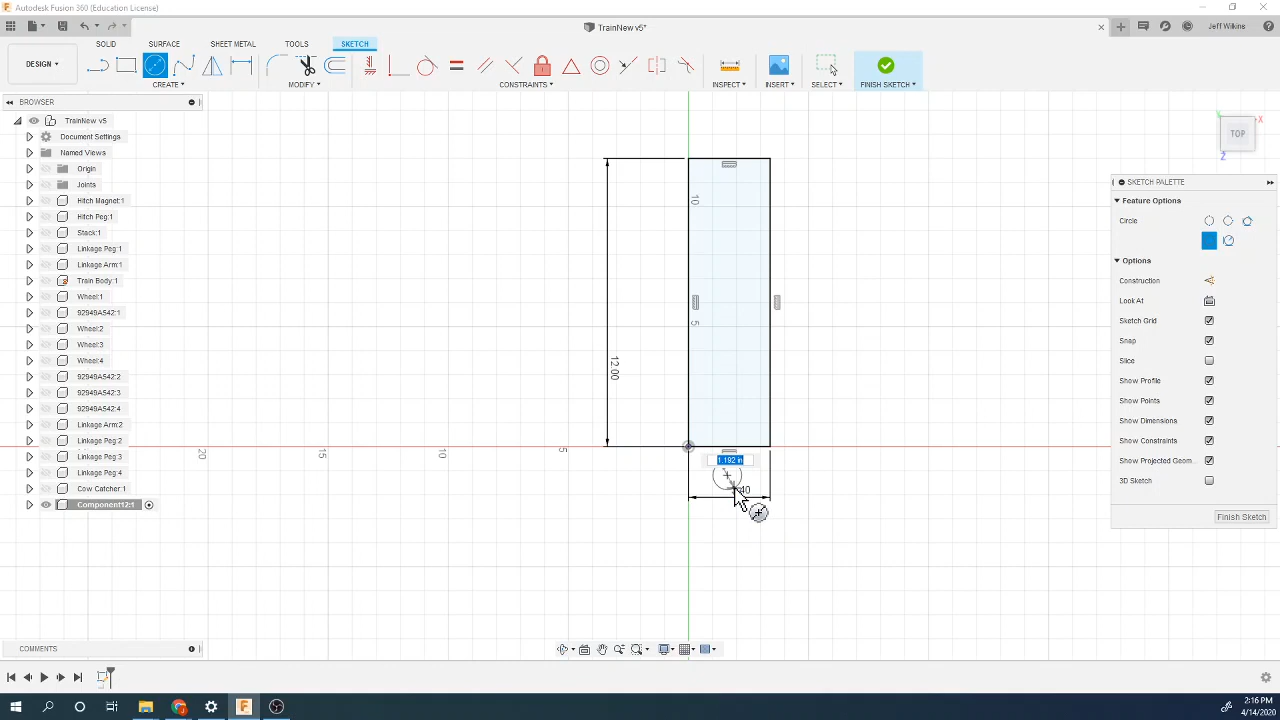 Autodesk Fusion 360 (Education License)
TrainNew v5*
Jeff Wilkins
DESIGN
SOLID SURFACE SHEET METAL TOOLS SKETCH
CREATE MODIFY CONSTRAINTS INSPECT INSERT SELECT FINISH SKETCH
BROWSER
TrainNew v5
Document Settings
Named Views
Origin
Joints
Hitch Magnet:1
Hitch Peg:1
Stack:1
Linkage Peg:1
Linkage Arm:1
Train Body:1
Wheel:1
92949A542:1
Wheel:2
Wheel:3
Wheel:4
92949A542:2
92949A542:3
92949A542:4
Linkage Arm:2
Linkage Peg:2
Linkage Peg:3
Linkage Peg:4
Cow Catcher:1
Component12:1
10
5
12.00
20
15
10
5
1.192 in
TOP
X
Z
SKETCH PALETTE
Feature Options
Circle
Options
Construction
Look At
Sketch Grid
Snap
Slice
Show Profile
Show Points
Show Dimensions
Show Constraints
Show Projected Geom
3D Sketch
Finish Sketch
COMMENTS
2:16 PM
4/14/2020